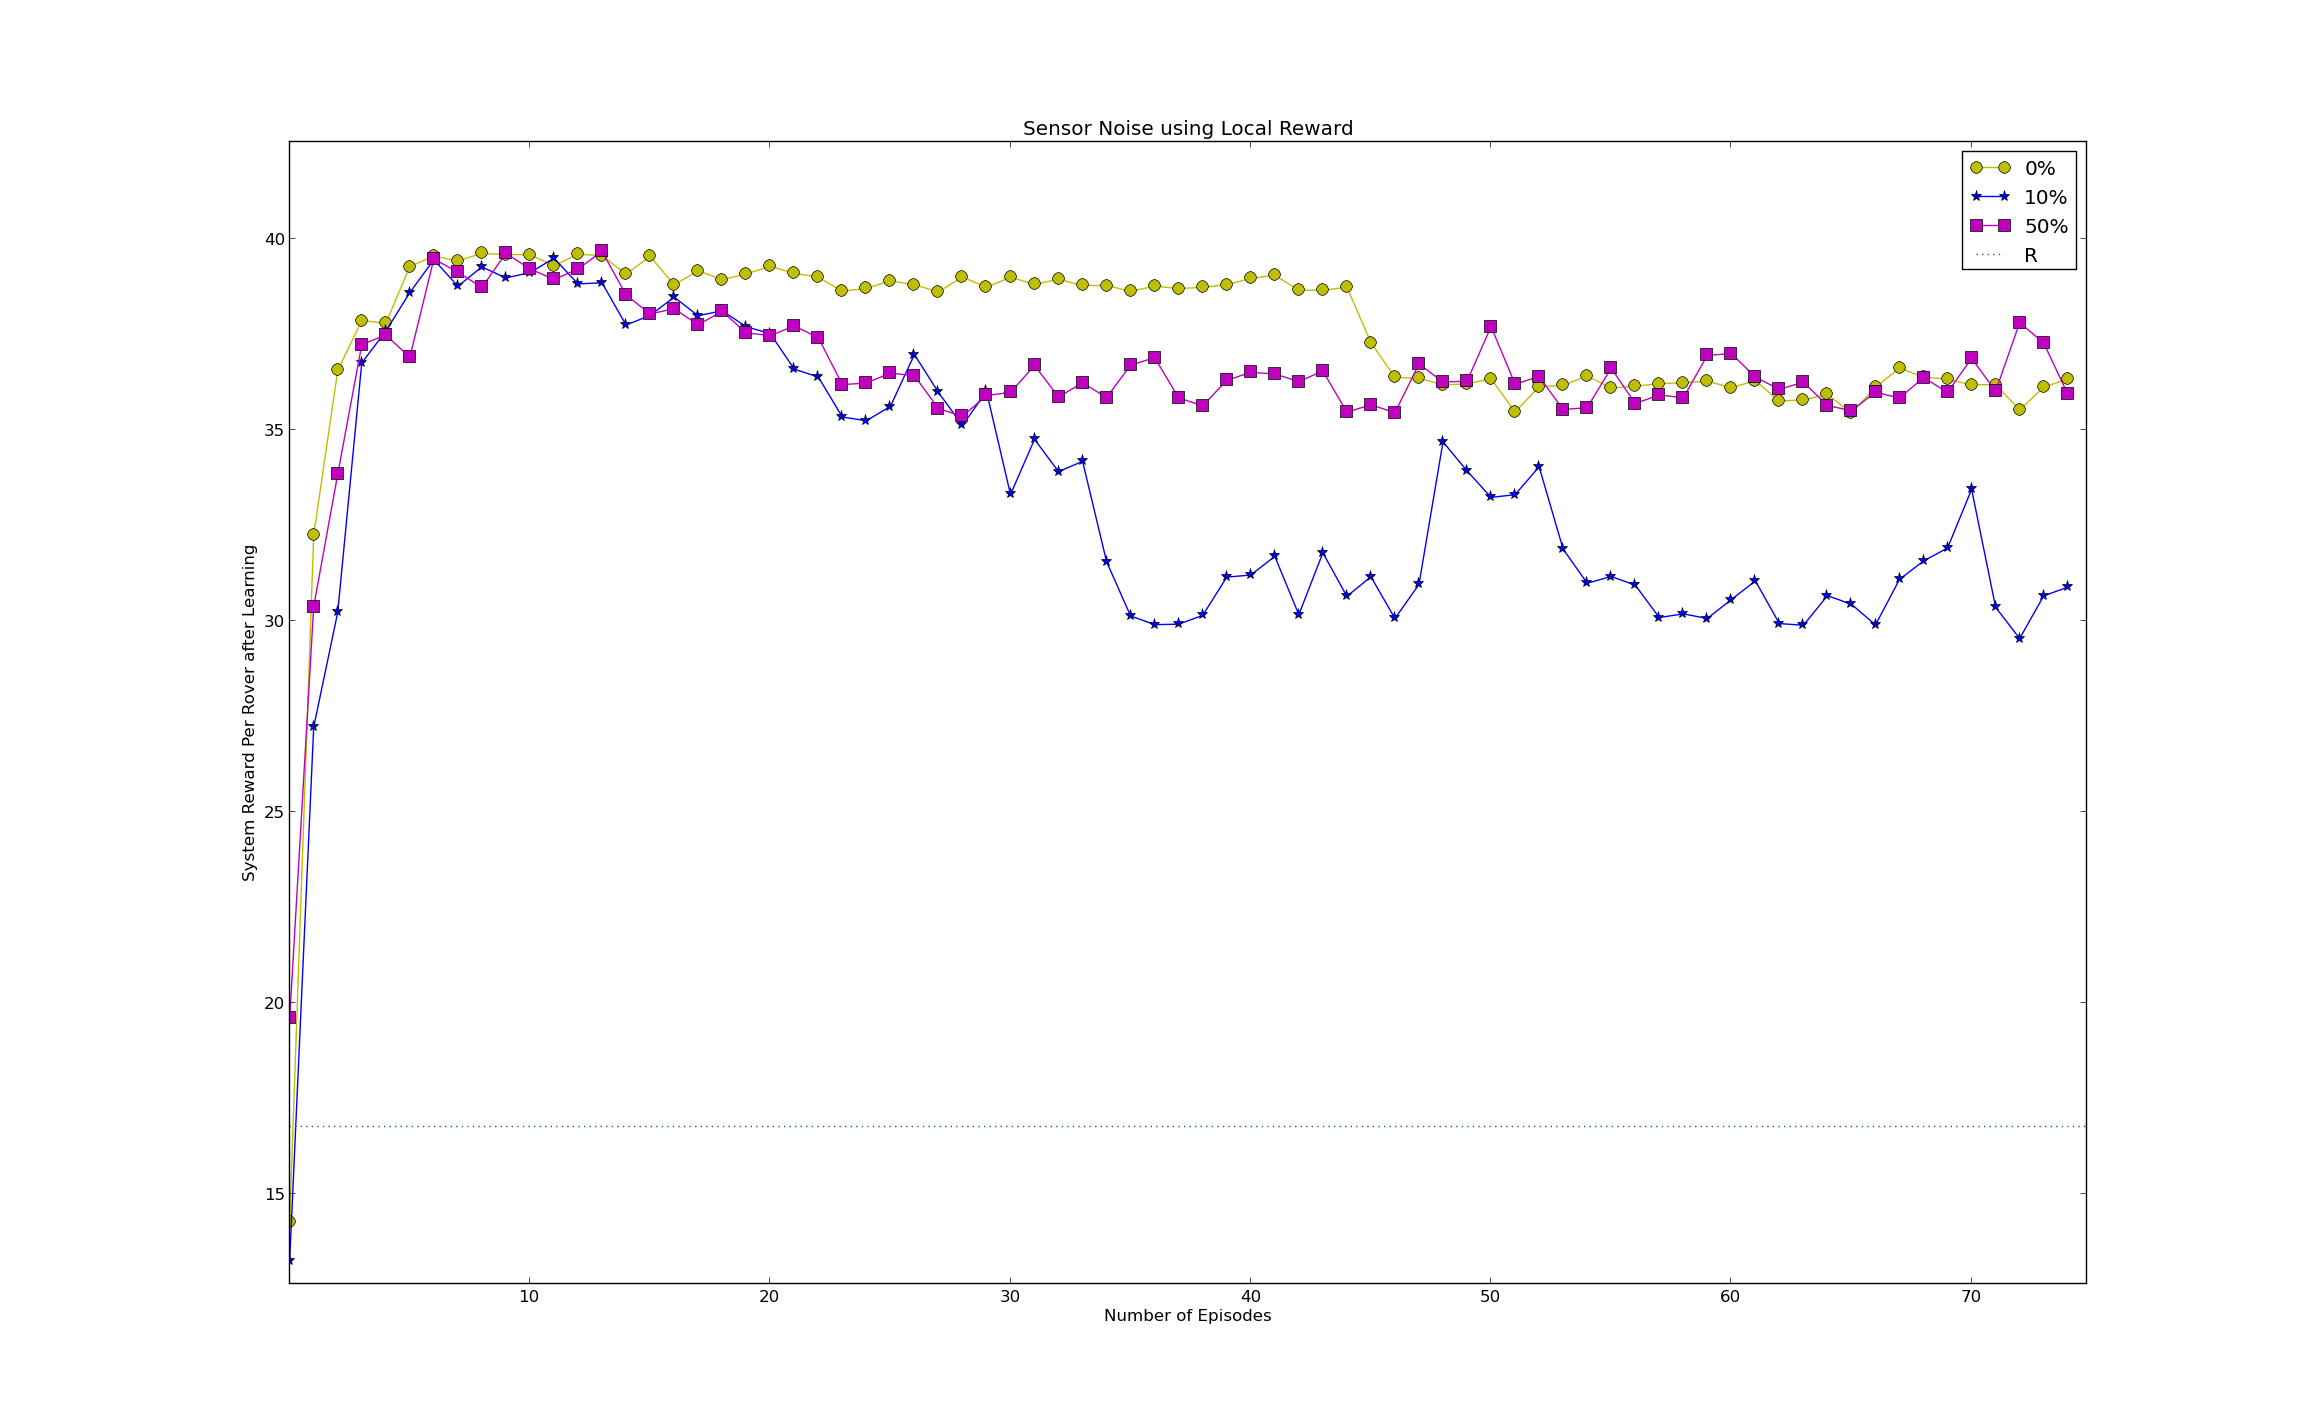 Sensor Noise using Local Reward
0%
10%
50%
R
40
35
30
25
20
15
System Reward Per Rover after Learning
10 20 30 40 50 60 70
Number of Episodes